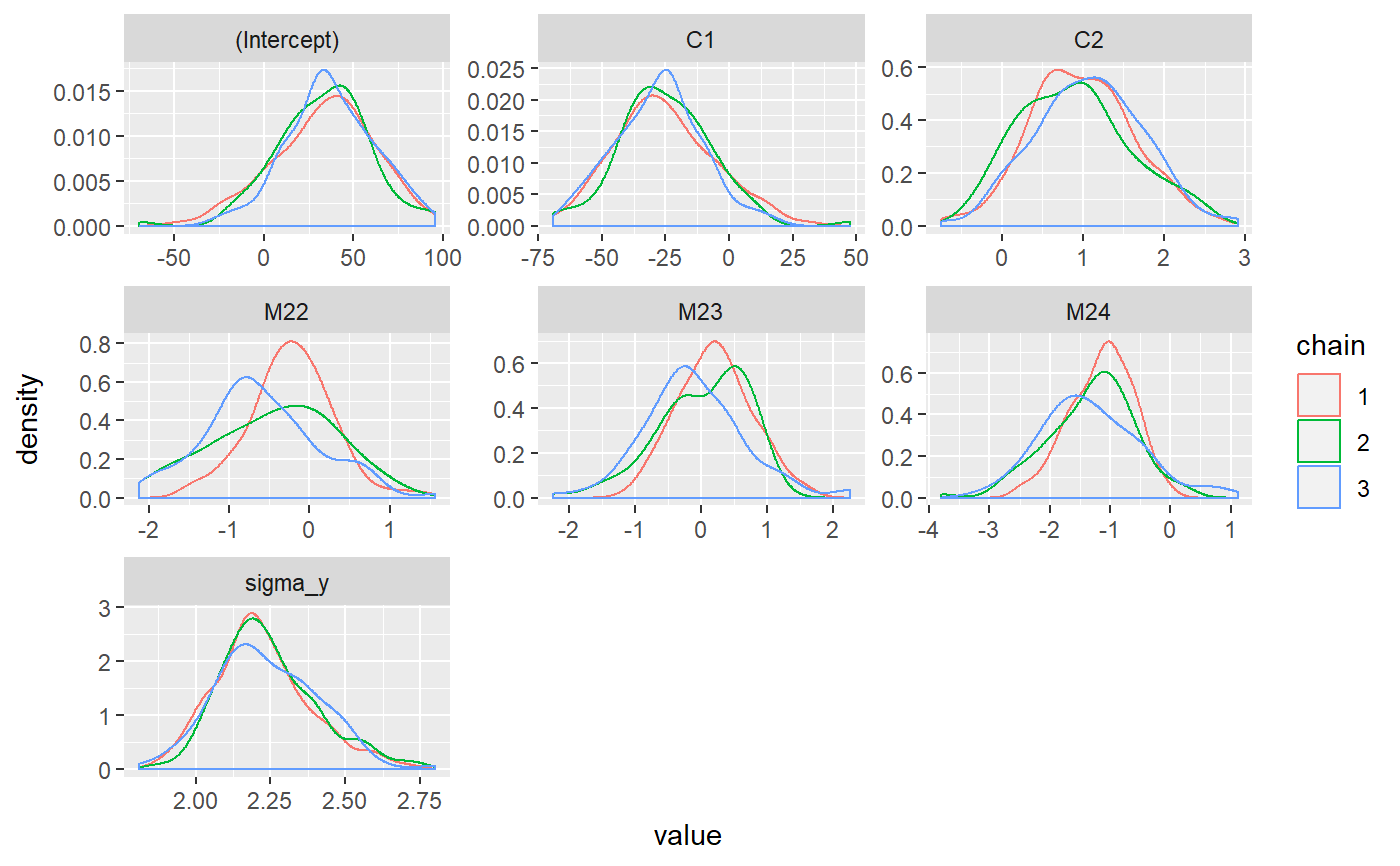 (Intercept) C1 C2
0.015 0.010 0.005 0.000
0.025 0.020 0.015 0.010 0.005 0.000
0.6 0.4 0.2 0.0
-50 0 50 100
-75 -50 -25 0 25 50
0 1 2 3
M22 M23 M24
0.8 0.6 0.4 0.2 0.0
0.6 0.4 0.2 0.0
0.6 0.4 0.2 0.0
-2 -1 0 1
-2 -1 0 1 2
-4 -3 -2 -1 0 1
sigma_y
3 2 1 0
2.00 2.25 2.50 2.75
density
value
chain
1
2
3